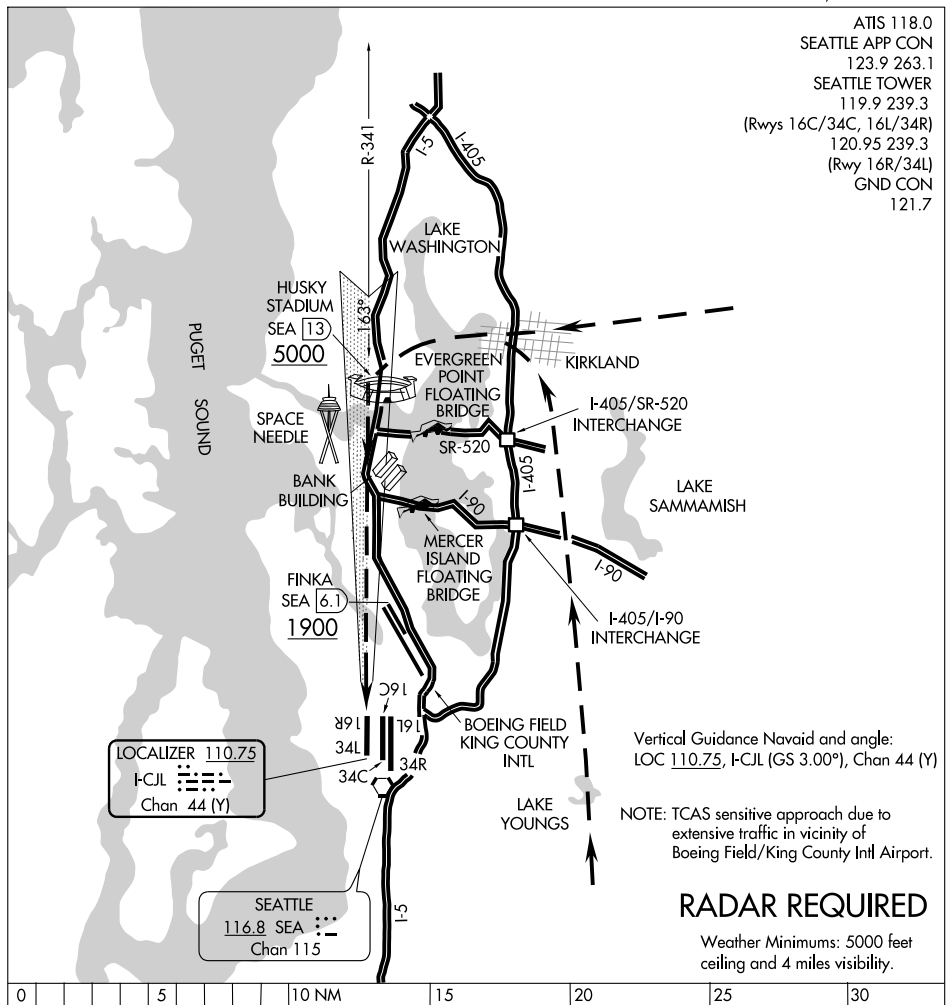 ATIS 118.0
SEATTLE APP CON
123.9 263.1
SEATTLE TOWER
119.9 239.3
(Rwys 16C/34C, 16L/34R)
120.95 239.3
(Rwy 16R/34L)
GND CON
121.7
R-341
I-5
I-405
LAKE
WASHINGTON
HUSKY
STADIUM
SEA 13
5000
163°
PUGET
SOUND
EVERGREEN
POINT
FLOATING
BRIDGE
KIRKLAND
SPACE
NEEDLE
I-405/SR-520
INTERCHANGE
SR-520
I-405
BANK
BUILDING
I-90
LAKE
SAMMAMISH
MERCER
ISLAND
FLOATING
BRIDGE
I-90
FINKA
SEA 6.1
1900
I-405/I-90
INTERCHANGE
16C
16R
16L
34L
34R
34C
BOEING FIELD
KING COUNTY
INTL
LOCALIZER 110.75
I-CJL
Chan 44 (Y)
Vertical Guidance Navaid and angle:
LOC 110.75, I-CJL (GS 3.00°), Chan 44 (Y)
LAKE
YOUNGS
NOTE: TCAS sensitive approach due to
extensive traffic in vicinity of
Boeing Field/King County Intl Airport.
SEATTLE
116.8 SEA
Chan 115
I-5
RADAR REQUIRED
Weather Minimums: 5000 feet
ceiling and 4 miles visibility.
0 5 10 NM 15 20 25 30